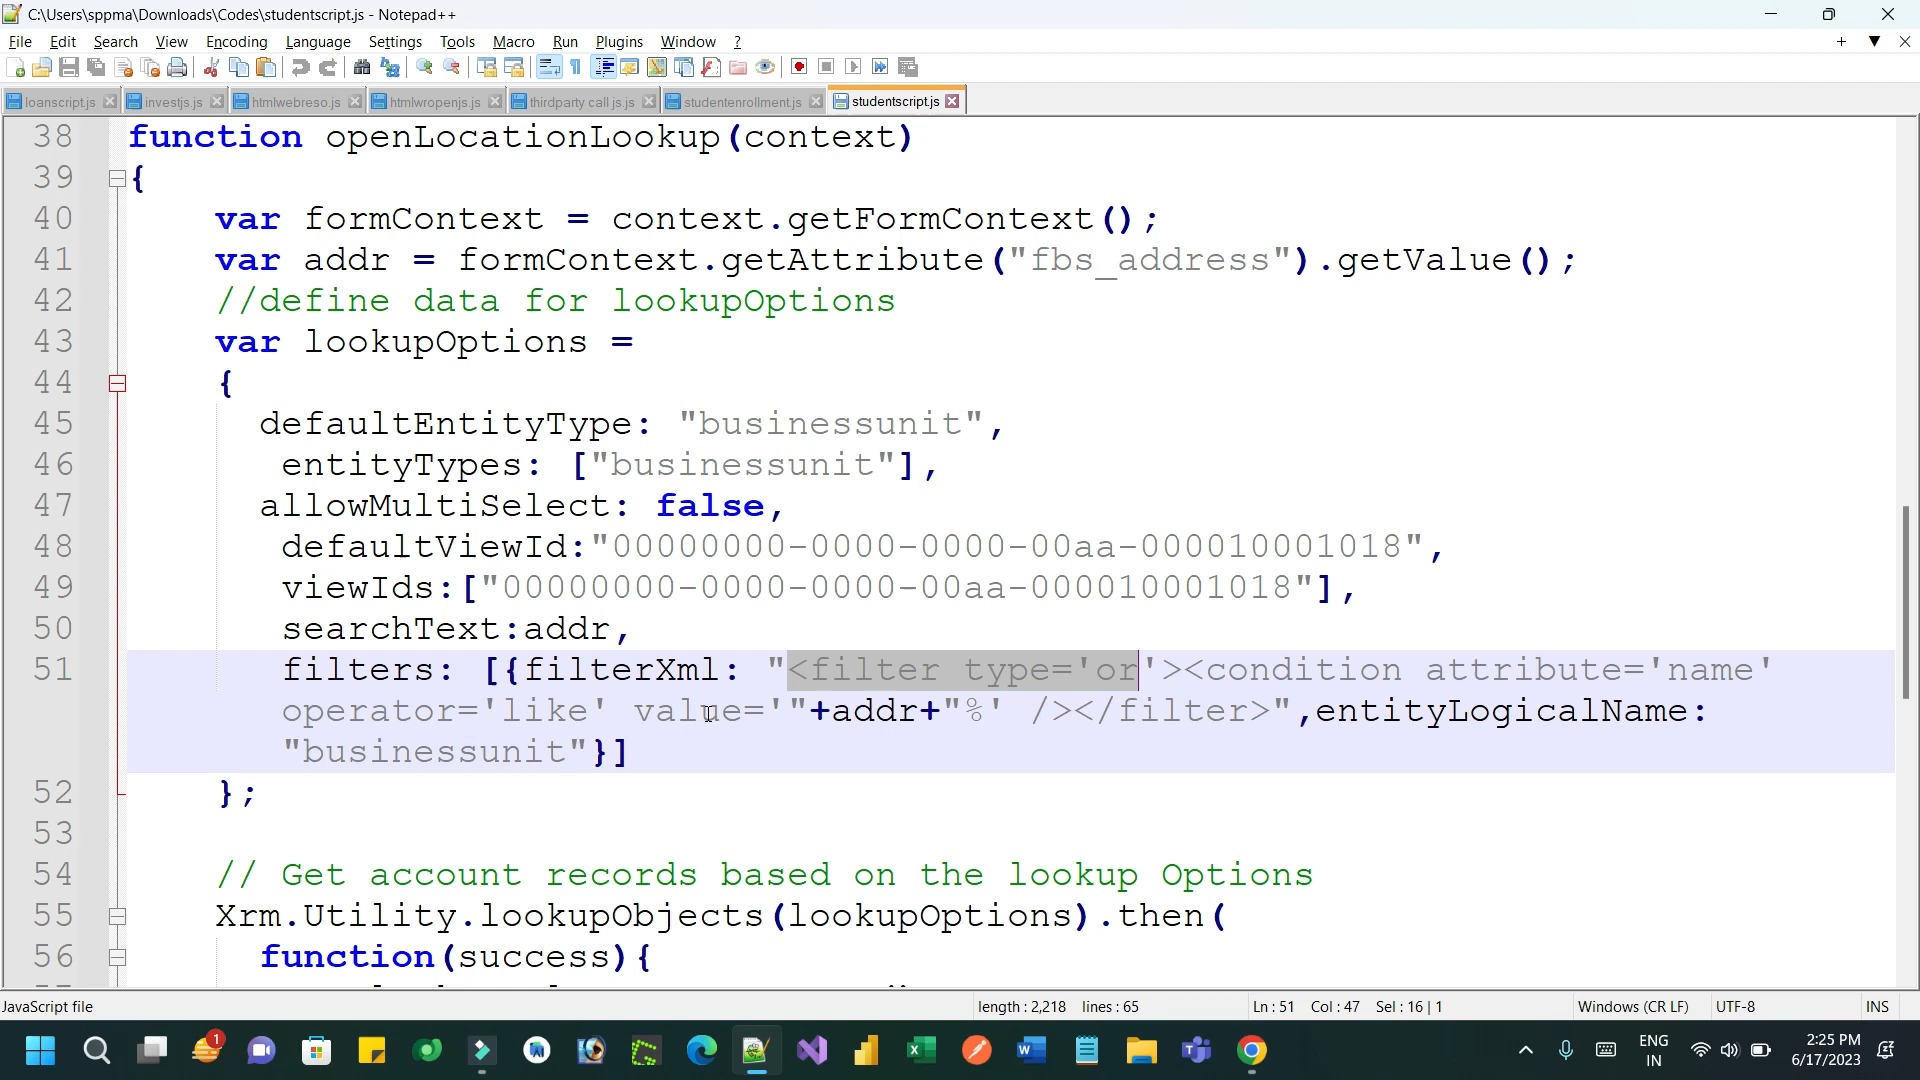 C:\Users\sppma\Downloads\Codes\studentscript.js - Notepad++
File Edit Search View Encoding Language Settings Tools Macro Run Plugins Window ?
loanscript.js investjs.js htmlwebreso.js htmlwropenjs.js thirdparty call js.js studentenrollment.js studentscript.js
38 function openLocationLookup(context)
39 {
40 var formContext = context.getFormContext();
41 var addr = formContext.getAttribute("fbs_address").getValue();
42 //define data for lookupOptions
43 var lookupOptions =
44 {
45 defaultEntityType: "businessunit",
46 entityTypes: ["businessunit"],
47 allowMultiSelect: false,
48 defaultViewId:"00000000-0000-0000-00aa-000010001018",
49 viewIds:["00000000-0000-0000-00aa-000010001018"],
50 searchText:addr,
51 filters: [{filterXml: "<filter type='or'><condition attribute='name'
operator='like' value='"+addr+"%' /></filter>",entityLogicalName:
"businessunit"}]
52 };
53
54 // Get account records based on the lookup Options
55 Xrm.Utility.lookupObjects(lookupOptions).then(
56 function(success){
JavaScript file length : 2,218 lines : 65 Ln : 51 Col : 47 Sel : 16 | 1 Windows (CR LF) UTF-8 INS
1 ENG 2:25 PM
IN 6/17/2023